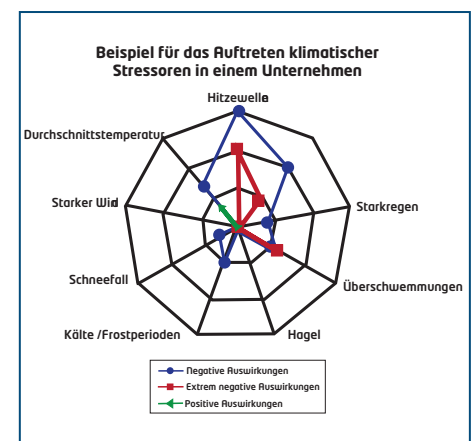 Beispiel für das Auftreten klimatischer
Stressoren in einem Unternehmen
Hitzewelle
Durchschnittstemperatur
Starker Wid
Starkregen
Schneefall
Überschwemmungen
Kälte /Frostperioden
Hagel
Negative Auswirkungen
Extrem negative Auswirkungen
Positive Auswirkungen